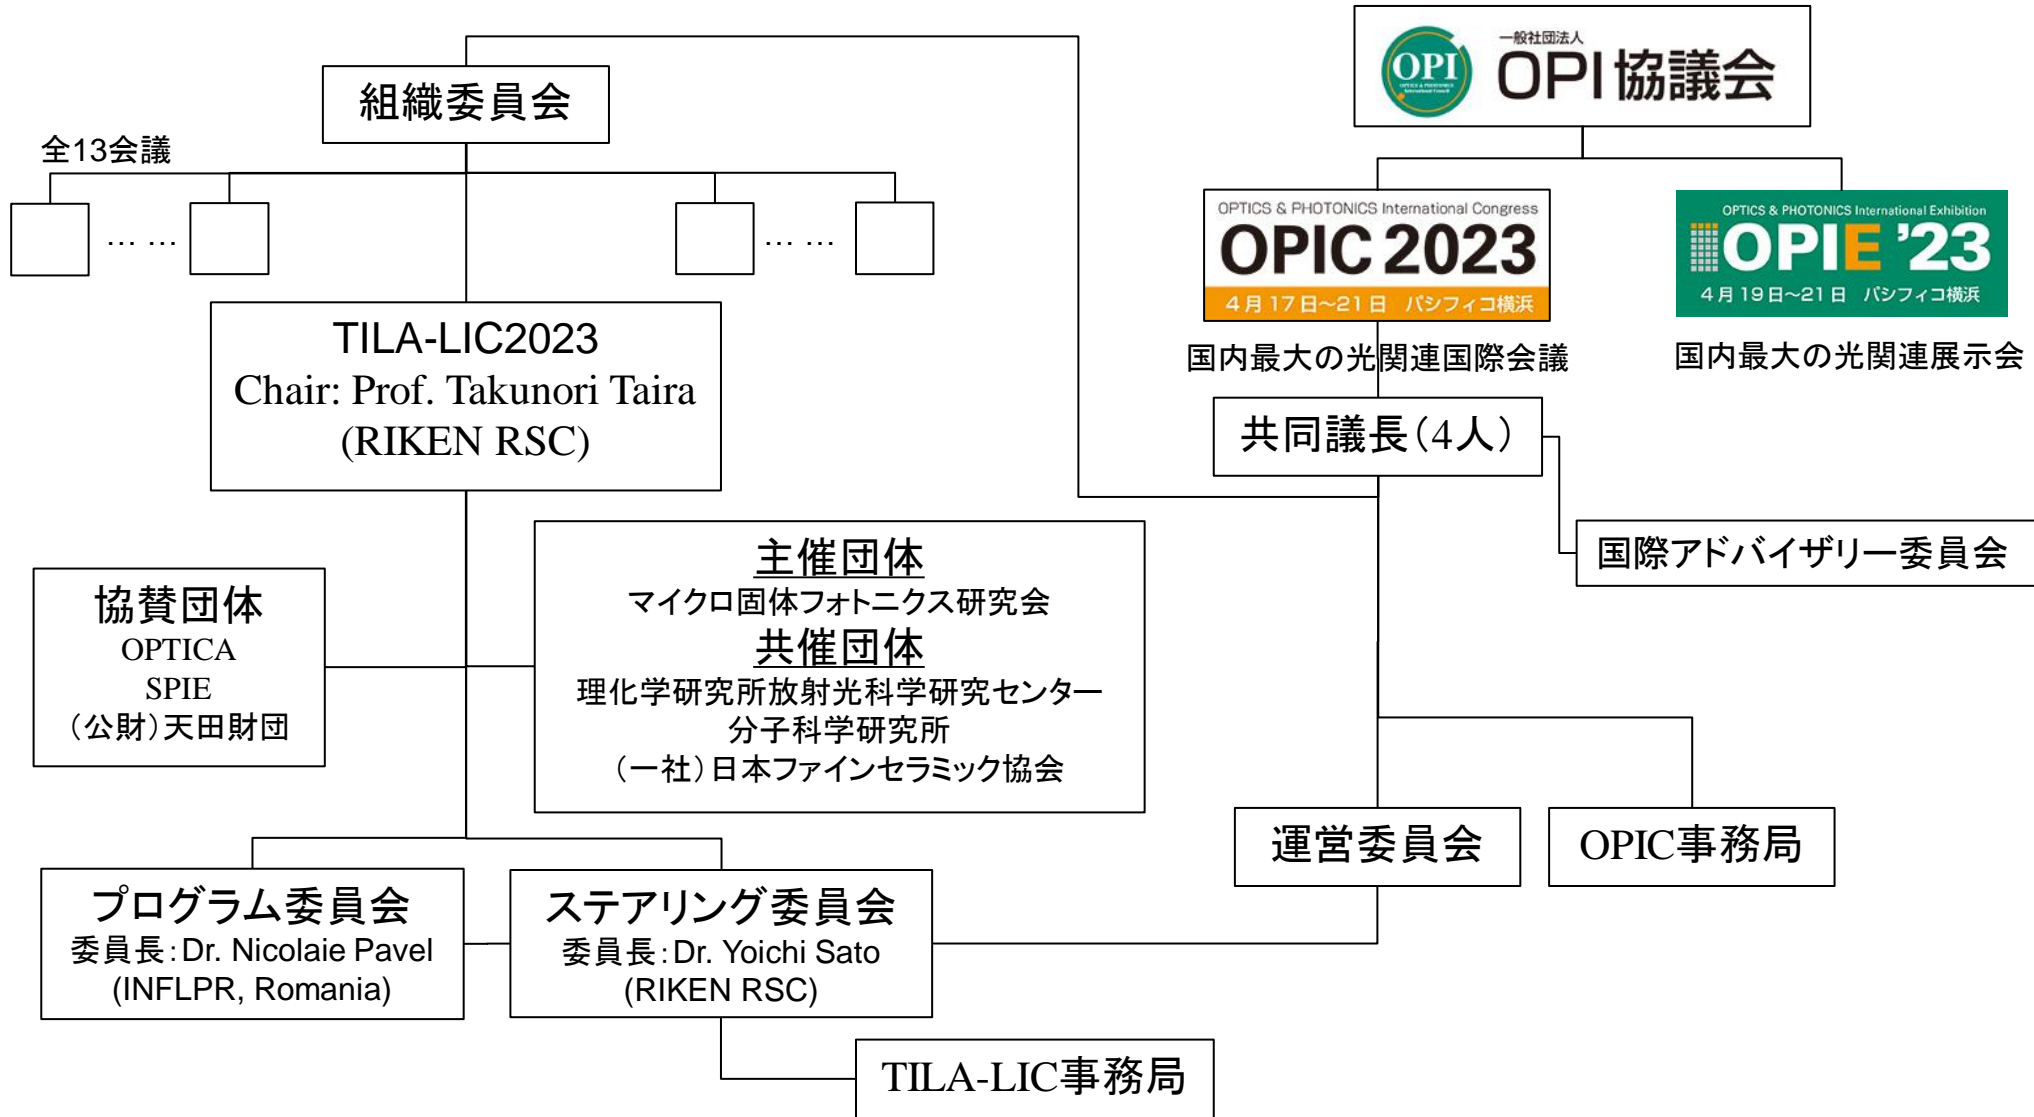 組織委員会
全13会議
… …
… …
TILA-LIC2023
Chair: Prof. Takunori Taira
(RIKEN RSC)
協賛団体
OPTICA
SPIE
（公財）天田財団
主催団体
マイクロ固体フォトニクス研究会
共催団体
理化学研究所放射光科学研究センター
分子科学研究所
（一社）日本ファインセラミック協会
プログラム委員会
委員長：Dr. Nicolaie Pavel
(INFLPR, Romania)
ステアリング委員会
委員長：Dr. Yoichi Sato
(RIKEN RSC)
TILA-LIC事務局
OPI
OPTICS & PHOTONICS
International Council
一般社団法人
OPI協議会
OPTICS & PHOTONICS International Congress
OPIC 2023
4月17日～21日 パシフィコ横浜
国内最大の光関連国際会議
OPTICS & PHOTONICS International Exhibition
OPIE '23
4月19日～21日 パシフィコ横浜
国内最大の光関連展示会
共同議長（4人）
国際アドバイザリー委員会
運営委員会
OPIC事務局